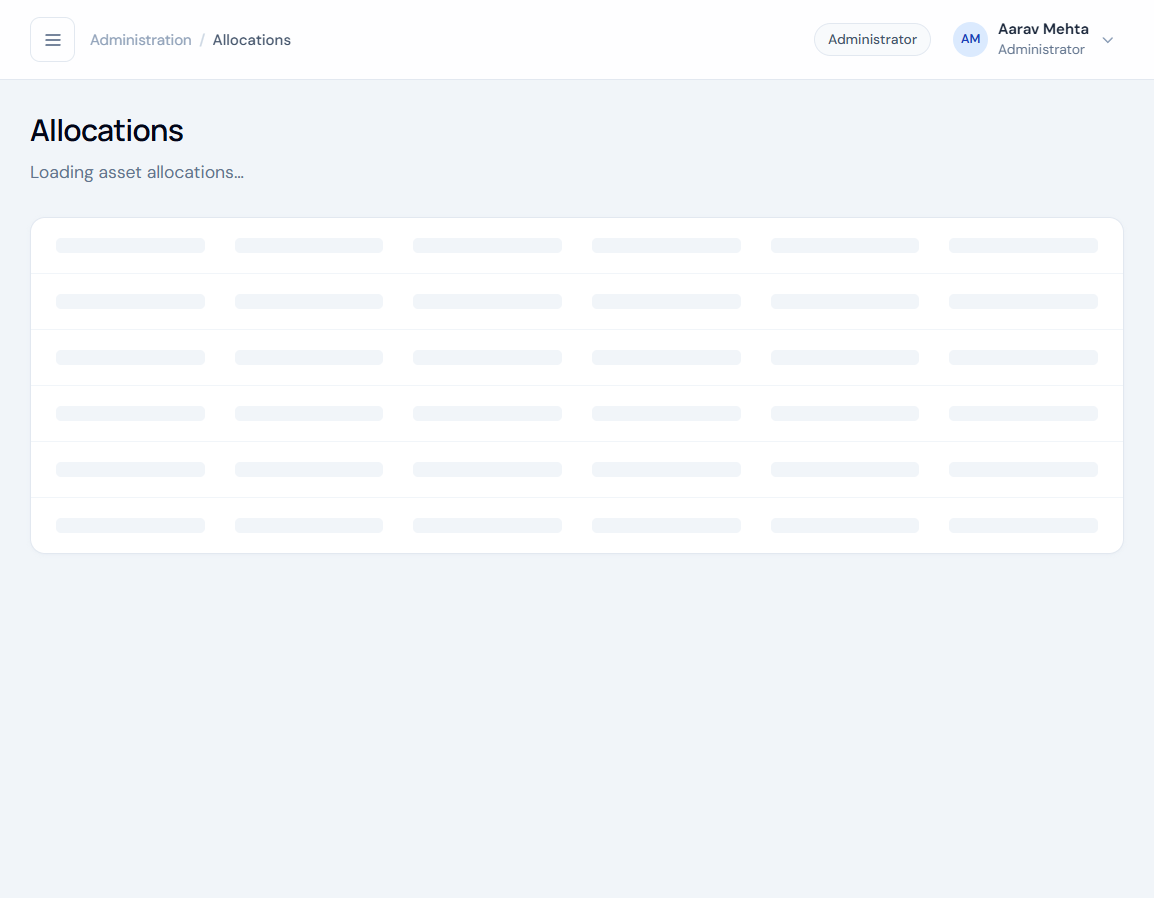 Administration / Allocations
Administrator
AM
Aarav Mehta
Administrator
Allocations
Loading asset allocations...